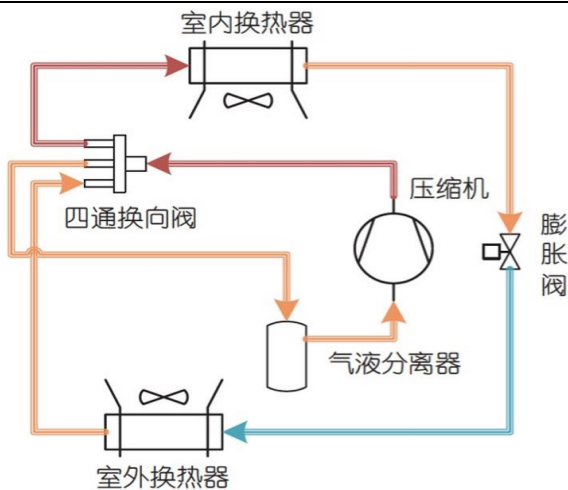 室内换热器
压缩机
四通换向阀
膨
胀
阀
气液分离器
室外换热器